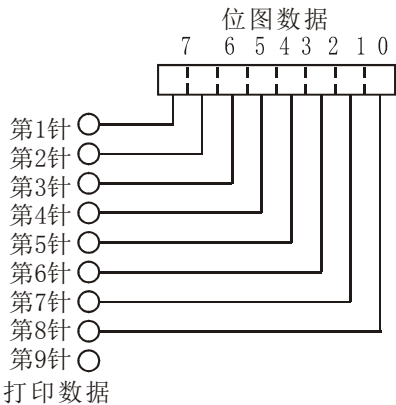 位图数据
7 6 5 4 3 2 1 0
第1针
第2针
第3针
第4针
第5针
第6针
第7针
第8针
第9针
打印数据